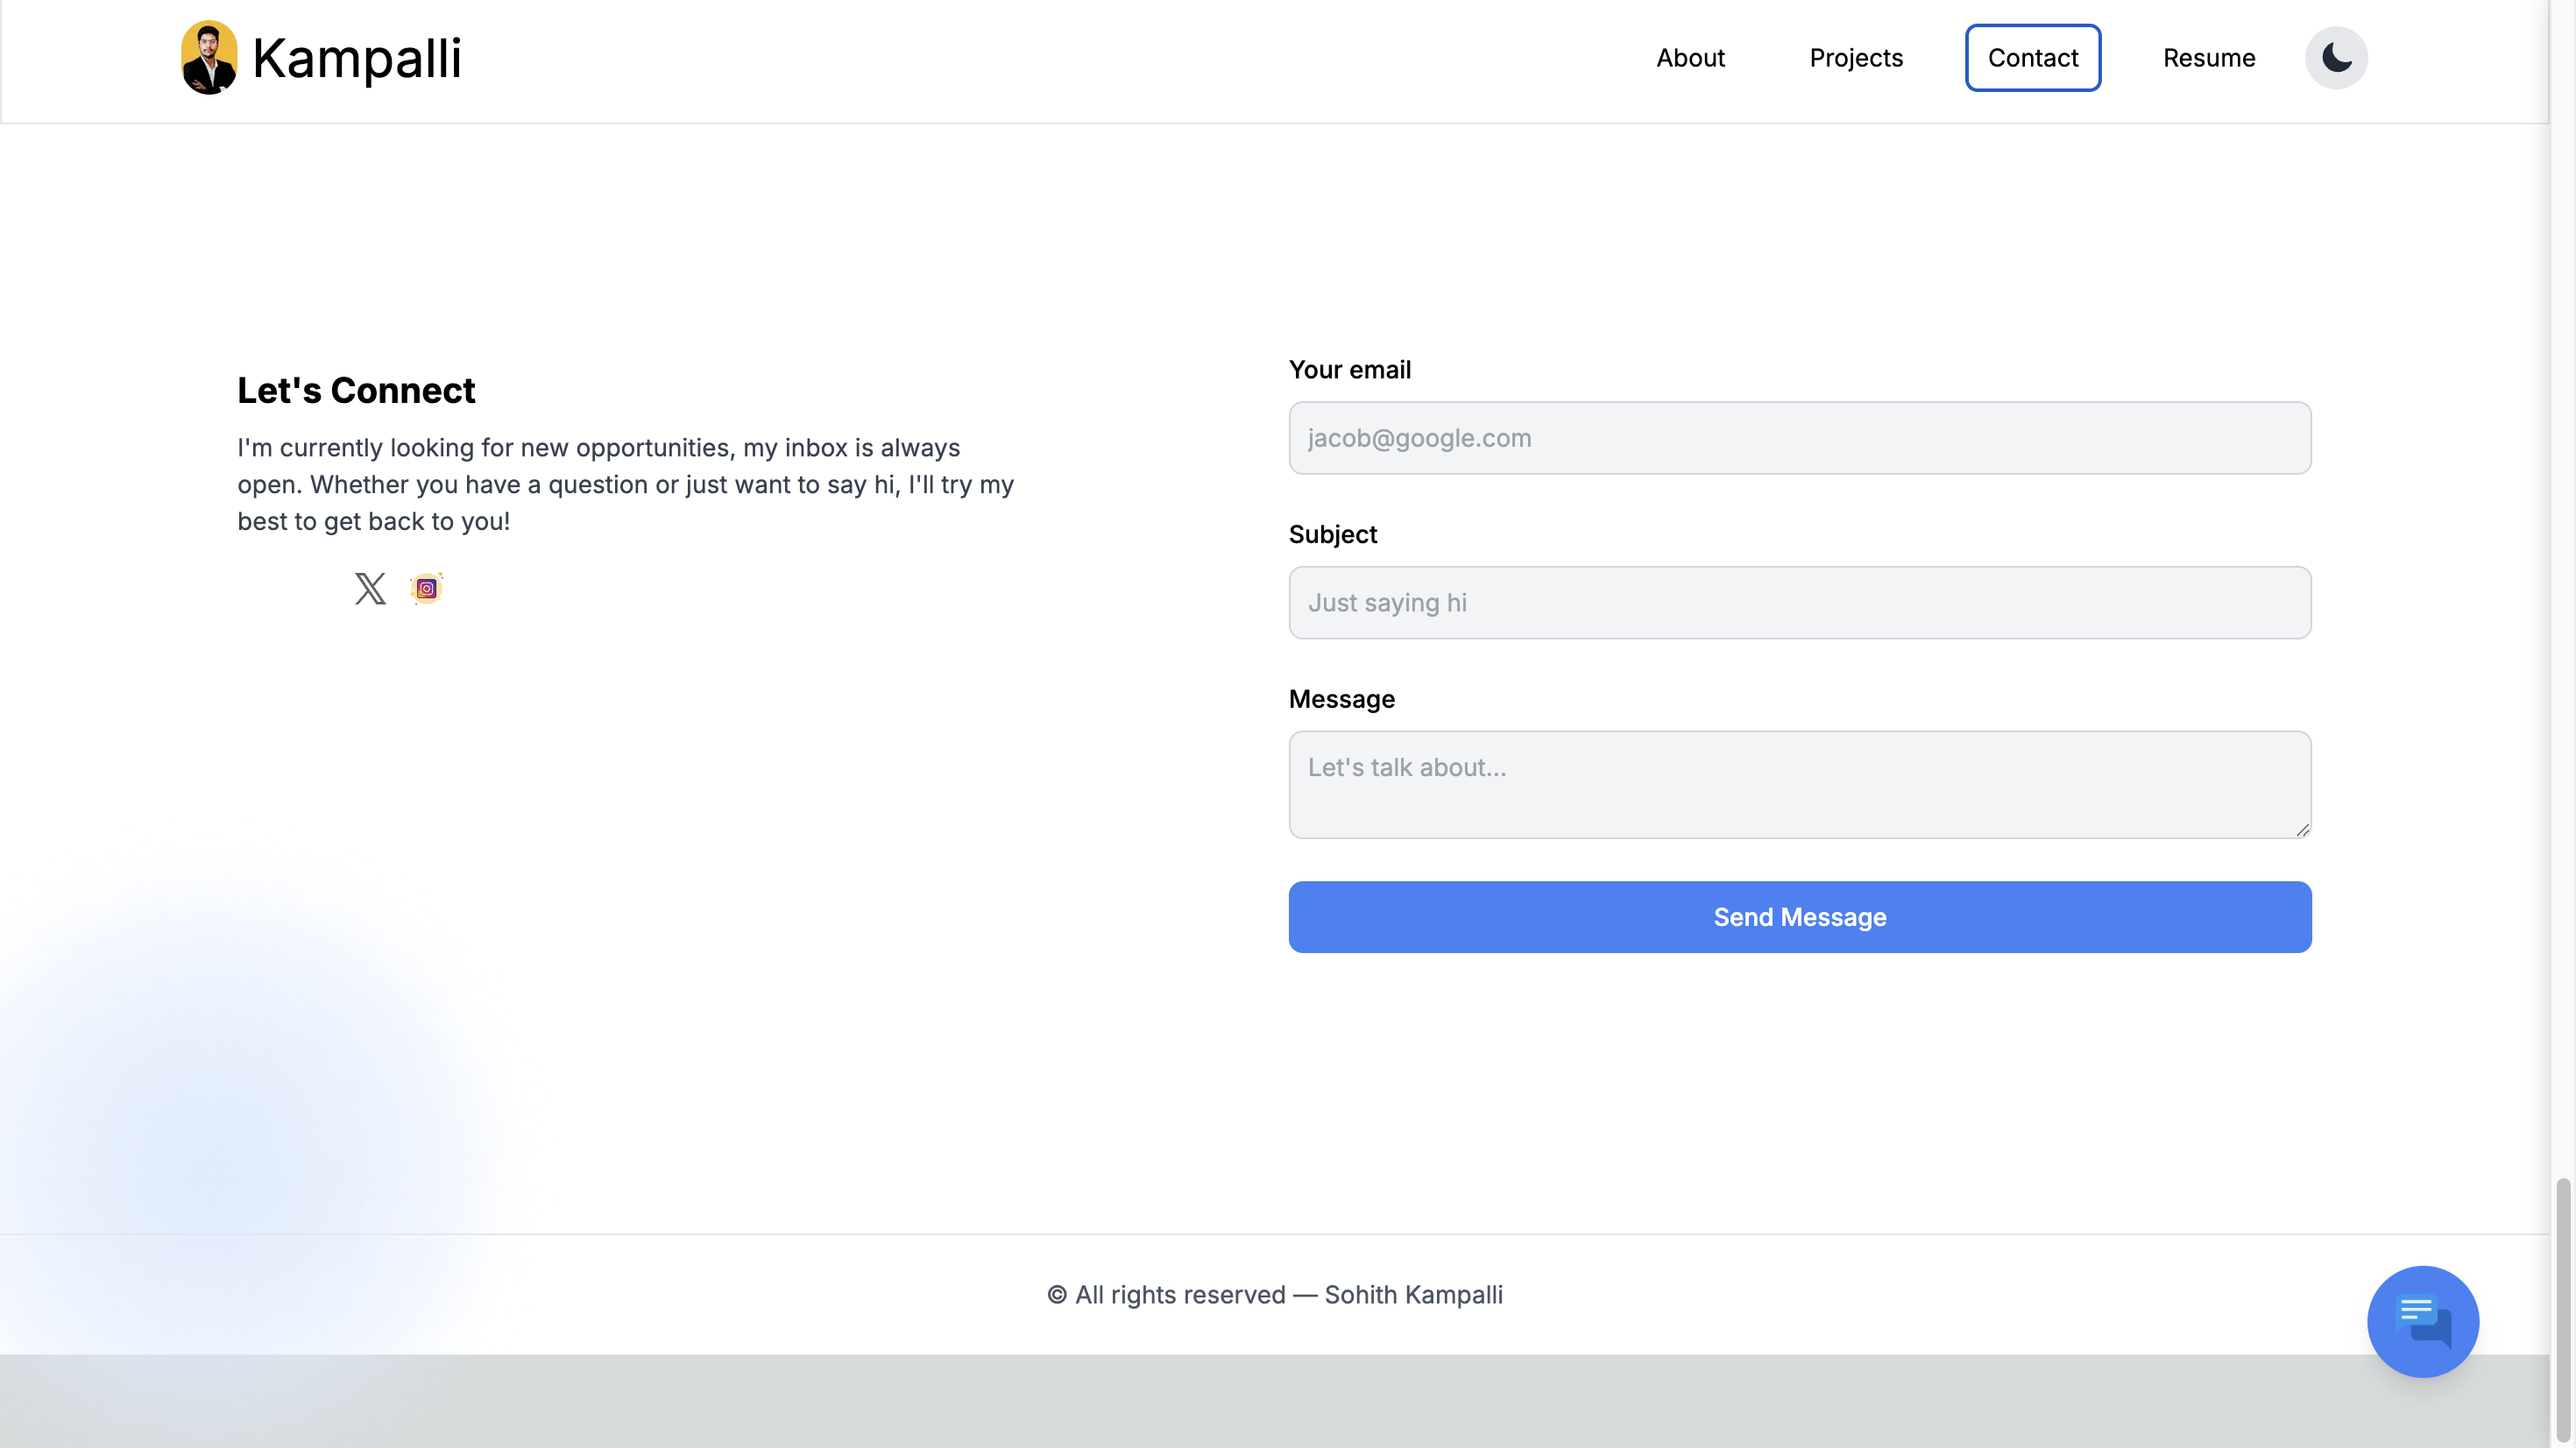 Kampalli
About
Projects
Contact
Resume
Let's Connect
I'm currently looking for new opportunities, my inbox is always
open. Whether you have a question or just want to say hi, I'll try my
best to get back to you!
Your email
jacob@google.com
Subject
Just saying hi
Message
Let's talk about...
Send Message
© All rights reserved — Sohith Kampalli